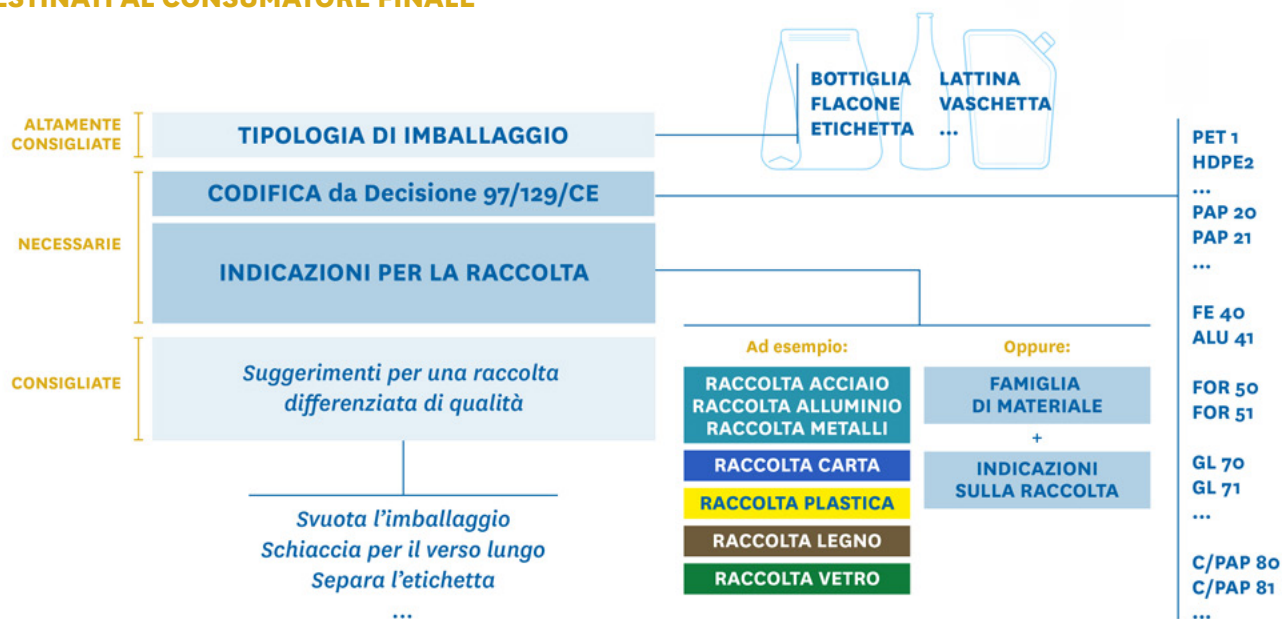 ESTINATI AL CONSUMATORE FINALE
BOTTIGLIA LATTINA
FLACONE VASCHETTA
ETICHETTA ...
ALTAMENTE
CONSIGLIATE
TIPOLOGIA DI IMBALLAGGIO
CODIFICA da Decisione 97/129/CE
NECESSARIE
INDICAZIONI PER LA RACCOLTA
CONSIGLIATE
Suggerimenti per una raccolta
differenziata di qualità
Svuota l'imballaggio
Schiaccia per il verso lungo
Separa l'etichetta
...
Ad esempio:
RACCOLTA ACCIAIO
RACCOLTA ALLUMINIO
RACCOLTA METALLI
RACCOLTA CARTA
RACCOLTA PLASTICA
RACCOLTA LEGNO
RACCOLTA VETRO
Oppure:
FAMIGLIA
DI MATERIALE
+
INDICAZIONI
SULLA RACCOLTA
PET 1
HDPE2
...
PAP 20
PAP 21
...
FE 40
ALU 41
FOR 50
FOR 51
GL 70
GL 71
...
C/PAP 80
C/PAP 81
...